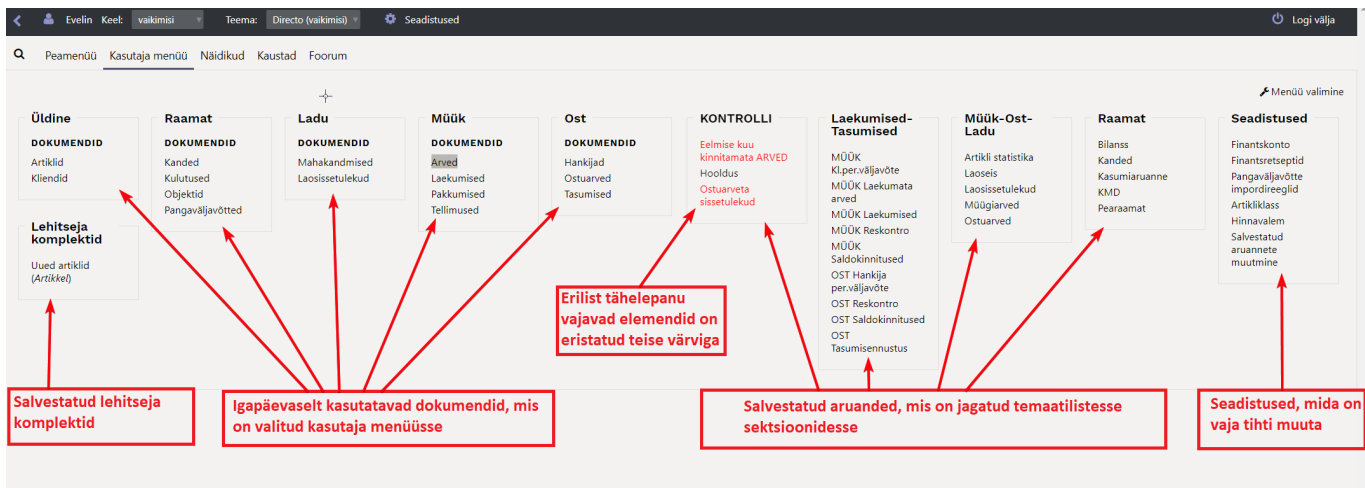 Evelin Keel: vaikimisi Teema: Directo (vaikimisi) Seadistused Logi välja
Peamenüü Kasutaja menüü Näidikud Kaustad Foorum
Menüü valimine
Üldine
DOKUMENDID
Artiklid
Kliendid
Lehitseja
komplektid
Uued artiklid
(Artikkel)
Raamat
DOKUMENDID
Kanded
Kulutused
Objektid
Pangaväljavõtted
Ladu
DOKUMENDID
Mahakandmised
Laosissetulekud
Müük
DOKUMENDID
Arved
Laekumised
Pakkumised
Tellimused
Ost
DOKUMENDID
Hankijad
Ostuarved
Tasumised
KONTROLLI
Eelmise kuu
kinnitamata ARVED
Hooldus
Ostuarveta
sissetulekud
Laekumised-
Tasumised
MÜÜK
Kl.per.väljavõte
MÜÜK Laekumata
arved
MÜÜK Laekumised
MÜÜK Reskontro
MÜÜK
Saldokinnitused
OST Hankija
per.väljavõte
OST Reskontro
OST Saldokinnitused
OST
Tasumisennustus
Müük-Ost-
Ladu
Artikli statistika
Laoseis
Laosissetulekud
Müügiarved
Ostuarved
Raamat
Bilanss
Kanded
Kasumiaruanne
KMD
Pearaamat
Seadistused
Finantskonto
Finantsretseptid
Pangaväljavõtte
impordireeglid
Artikliklass
Hinnavalem
Salvestatud
aruannete
muutmine
Erilist tähelepanu
vajavad elemendid on
eristatud teise värviga
Salvestatud lehitseja
komplektid
Igapäevaselt kasutatavad dokumendid, mis
on valitud kasutaja menüüsse
Salvestatud aruanded, mis on jagatud temaatilistesse
sektsioonidesse
Seadistused, mida on
vaja tihti muuta